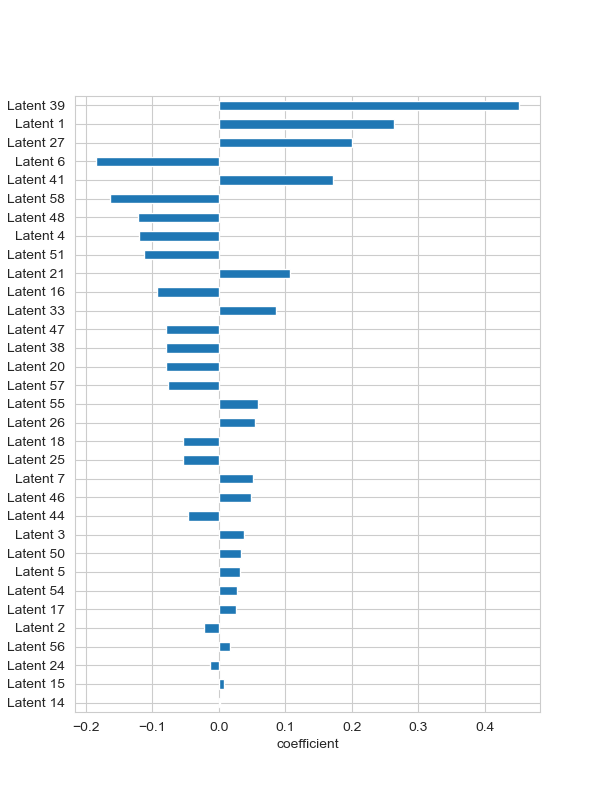 Latent 39
Latent 1
Latent 27
Latent 6
Latent 41
Latent 58
Latent 48
Latent 4
Latent 51
Latent 21
Latent 16
Latent 33
Latent 47
Latent 38
Latent 20
Latent 57
Latent 55
Latent 26
Latent 18
Latent 25
Latent 7
Latent 46
Latent 44
Latent 3
Latent 50
Latent 5
Latent 54
Latent 17
Latent 2
Latent 56
Latent 24
Latent 15
Latent 14
−0.2 −0.1 0.0 0.1 0.2 0.3 0.4
coefficient